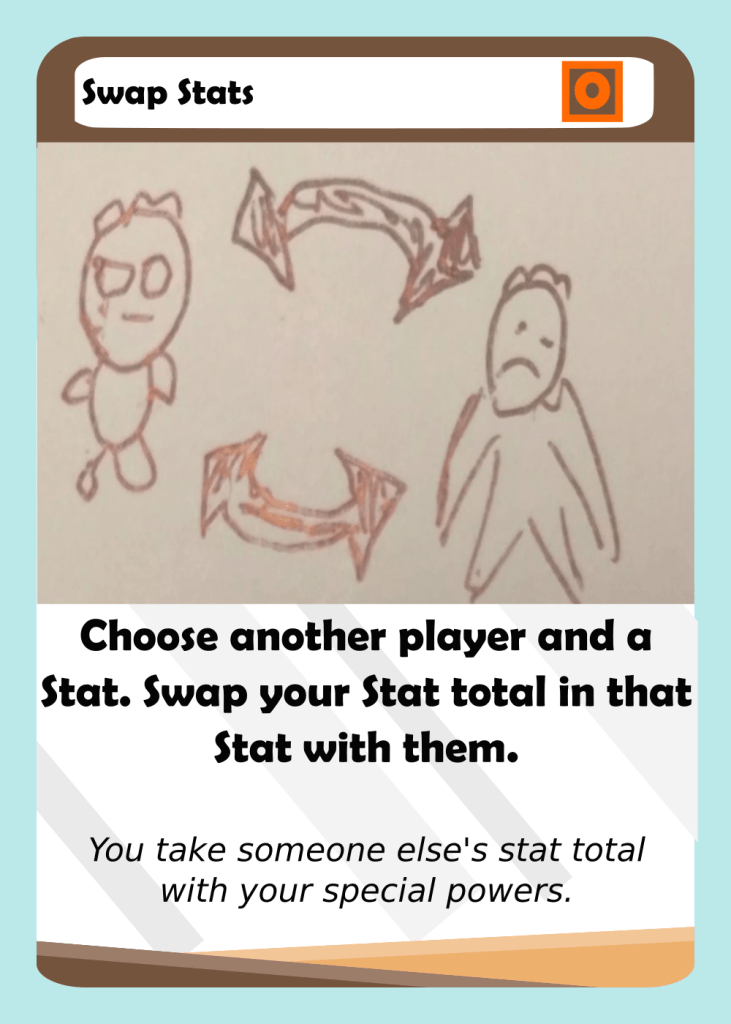 Swap Stats
Choose another player and a
Stat. Swap your Stat total in that
Stat with them.
You take someone else's stat total
with your special powers.